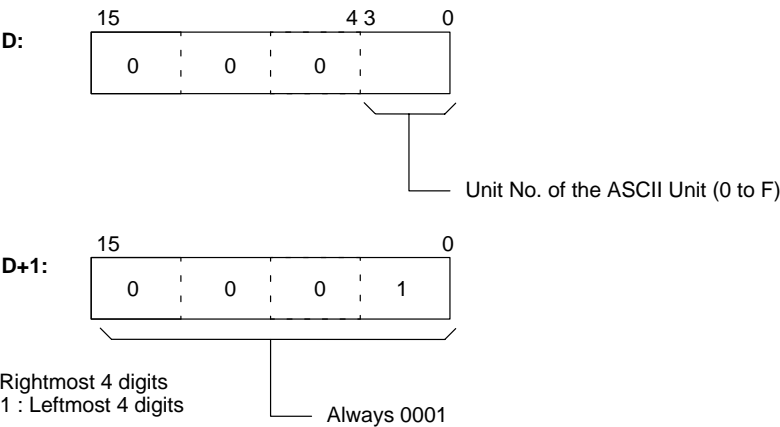 15 4 3 0
D:
0 0 0
Unit No. of the ASCII Unit (0 to F)
15 0
D+1:
0 0 0 1
Rightmost 4 digits
1 : Leftmost 4 digits
Always 0001